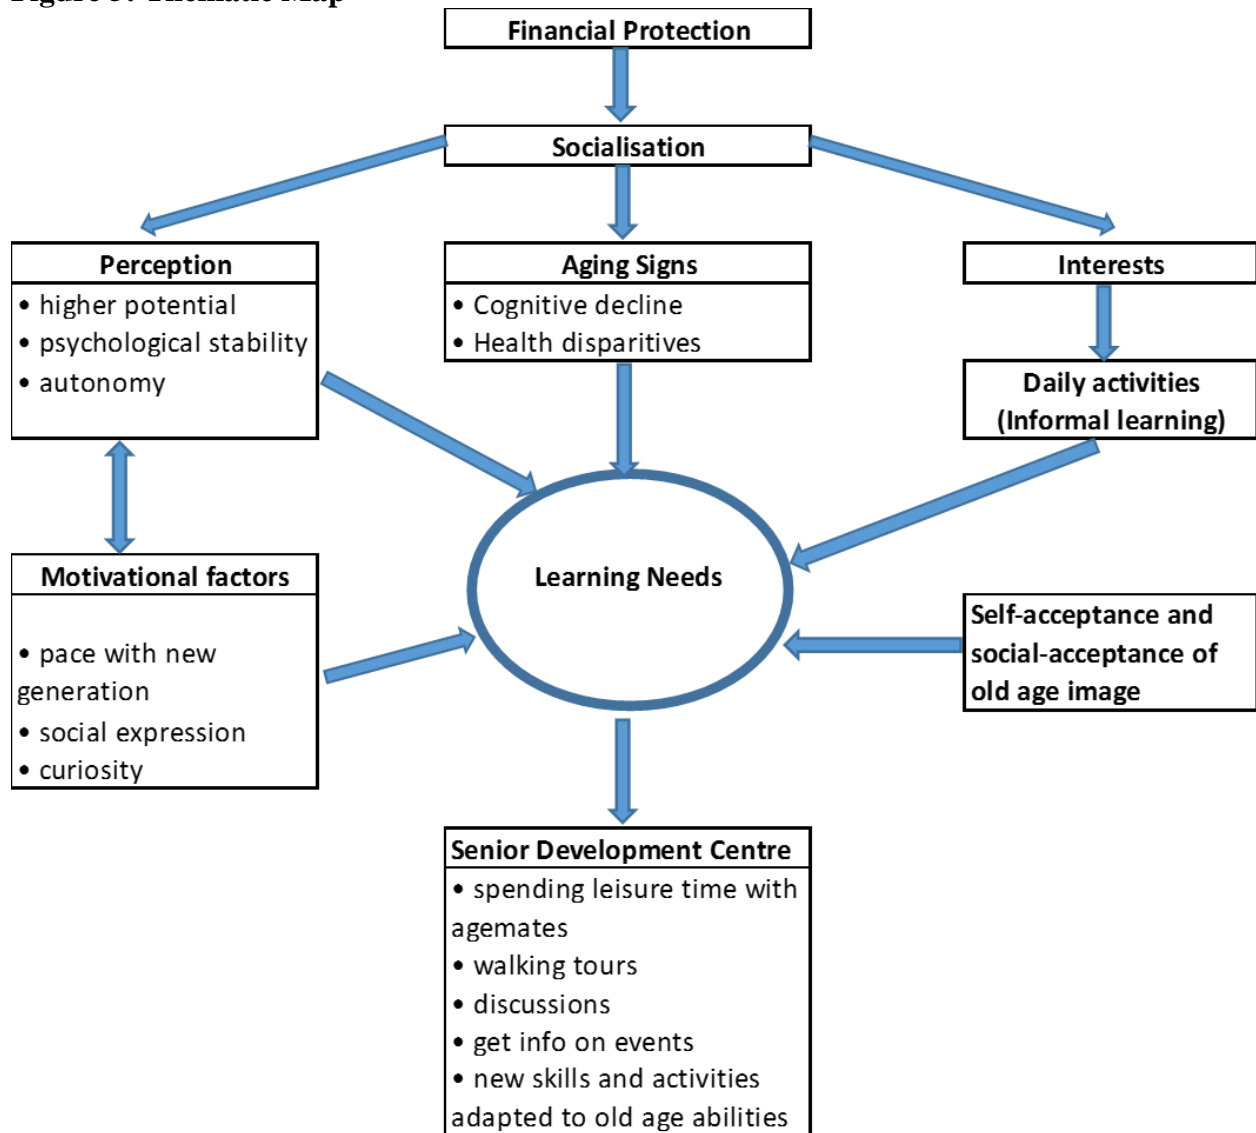 Financial Protection
Socialisation
Perception
• higher potential
• psychological stability
• autonomy
Aging Signs
• Cognitive decline
• Health disparitives
Interests
Daily activities
(Informal learning)
Motivational factors
• pace with new
generation
• social expression
• curiosity
Learning Needs
Self-acceptance and
social-acceptance of
old age image
Senior Development Centre
• spending leisure time with
agemates
• walking tours
• discussions
• get info on events
• new skills and activities
adapted to old age abilities